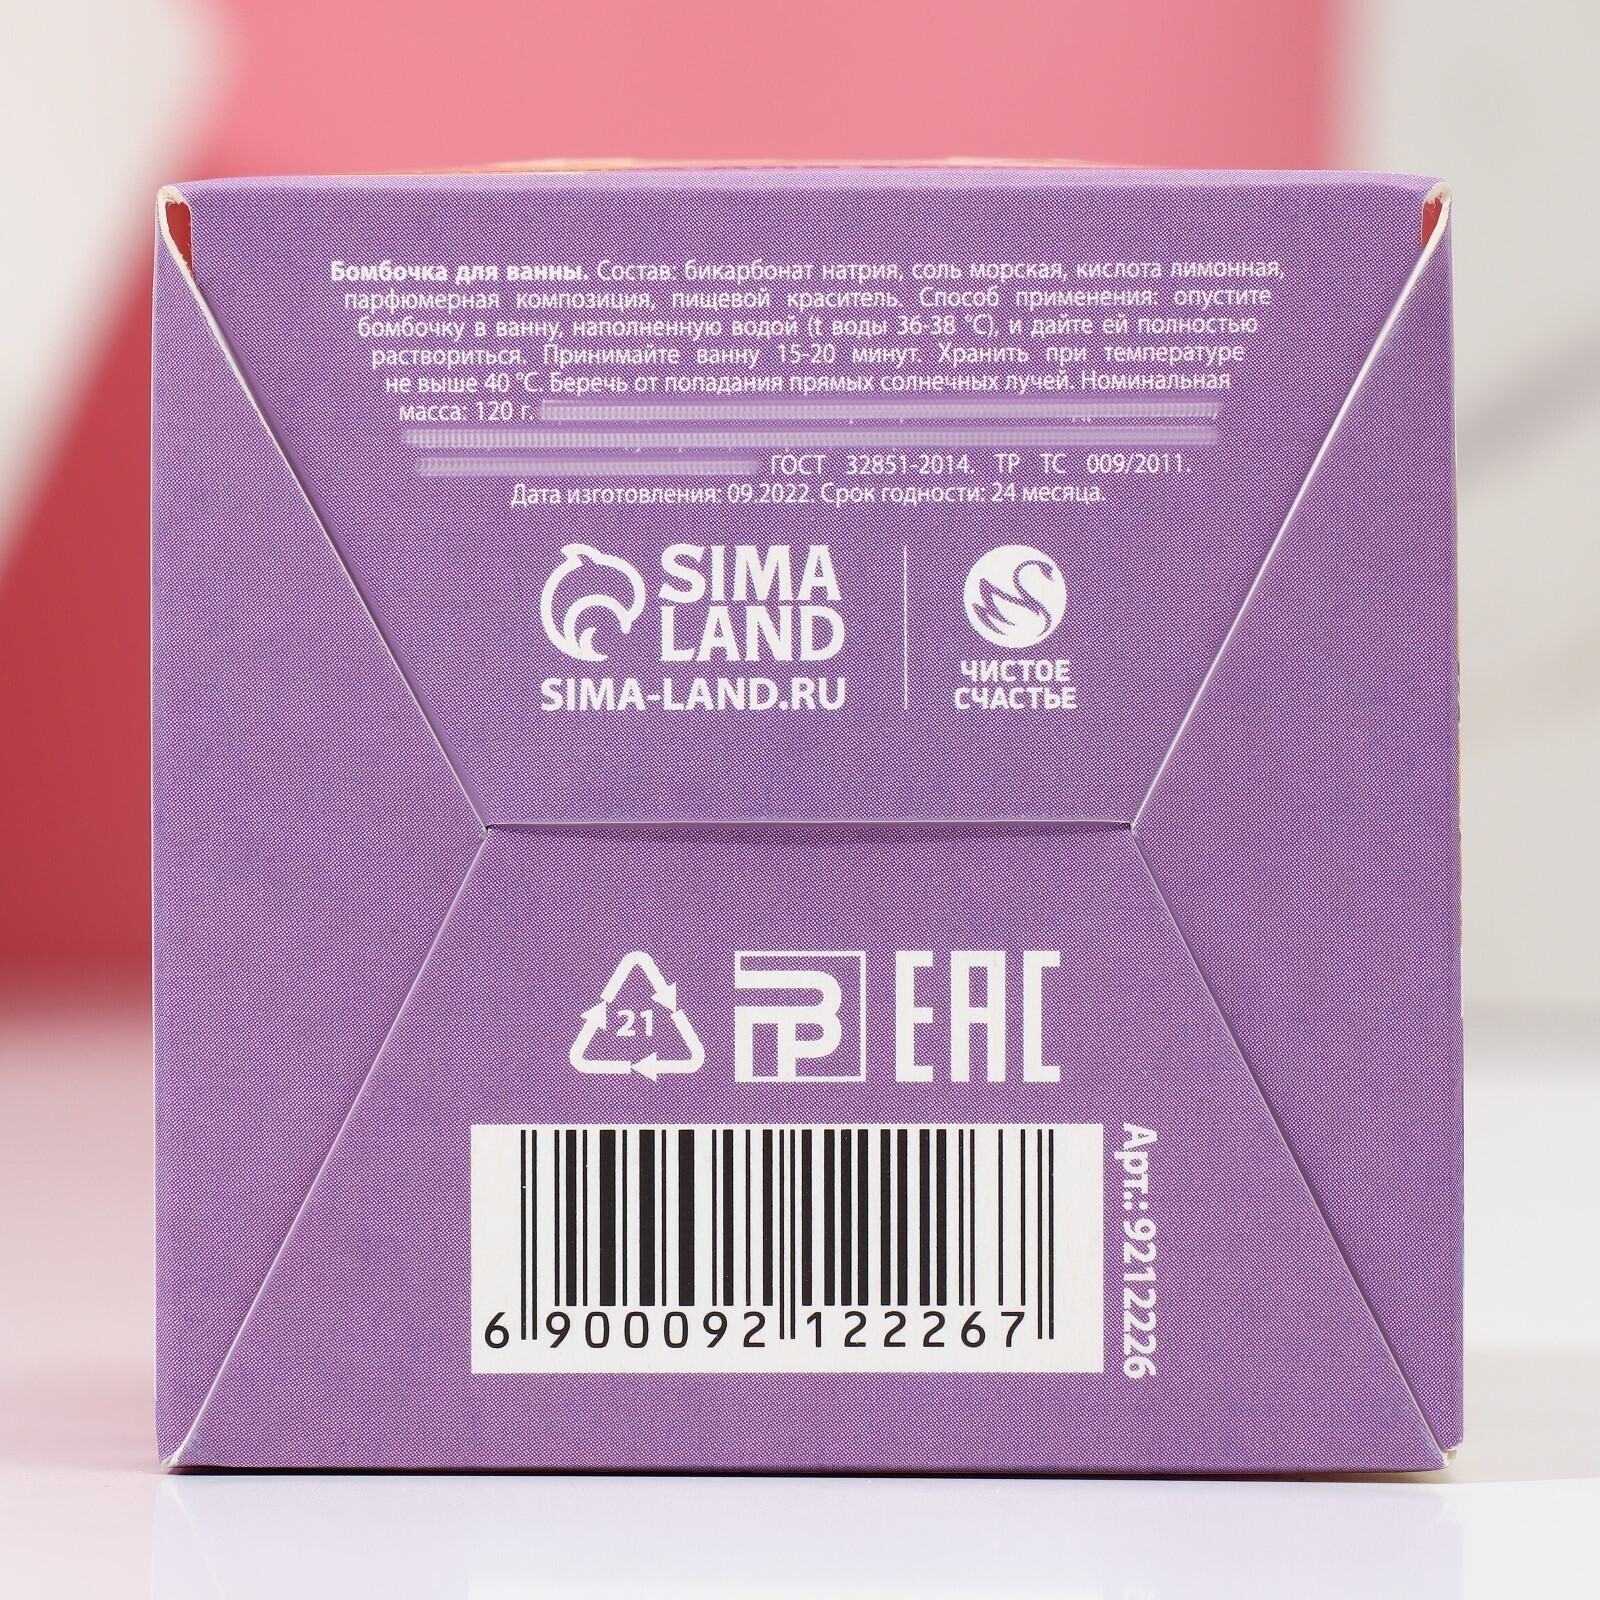 Бомбочка для ванны. Состав: бикарбонат натрия, соль морская, кислота лимонная,
парфюмерная композиция, пищевой краситель. Способ применения: опустите
бомбочку в ванну, наполненную водой (t воды 36-38 °C), и дайте ей полностью
раствориться. Принимайте ванну 15-20 минут. Хранить при температуре
не выше 40 °C. Беречь от попадания прямых солнечных лучей. Номинальная
масса: 120 г.
ГОСТ 32851-2014. ТР ТС 009/2011.
Дата изготовления: 09.2022. Срок годности: 24 месяца.
SIMA
LAND
SIMA-LAND.RU
ЧИСТОЕ
СЧАСТЬЕ
21
EAC
6 900092 122267
Арт.: 9212226